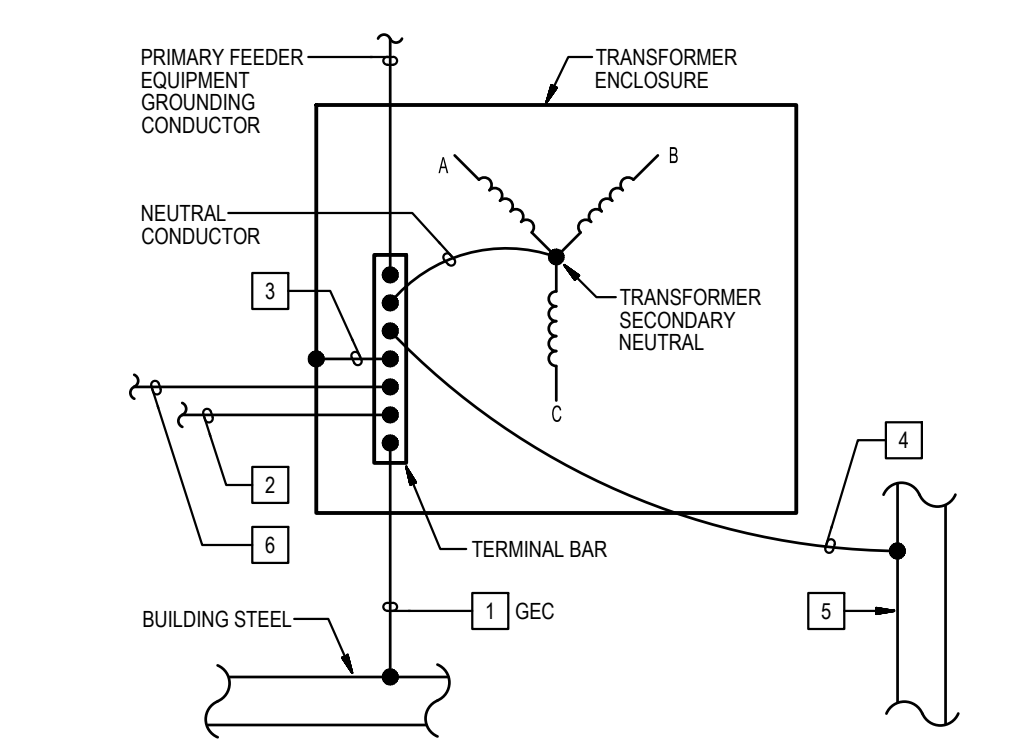 PRIMARY FEEDER
EQUIPMENT
GROUNDING
CONDUCTOR
TRANSFORMER
ENCLOSURE
A
B
NEUTRAL
CONDUCTOR
3
TRANSFORMER
SECONDARY
NEUTRAL
C
4
2
6
TERMINAL BAR
1 GEC
5
BUILDING STEEL